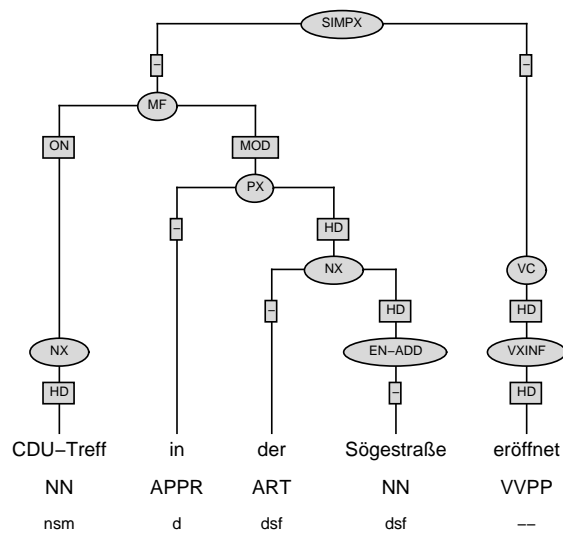 SIMPX
– –
MF
ON MOD
PX
– HD
NX VC
– HD HD
NX EN–ADD VXINF
HD – HD
CDU–Treff in der Sögestraße eröffnet
NN APPR ART NN VVPP
nsm d dsf dsf ––